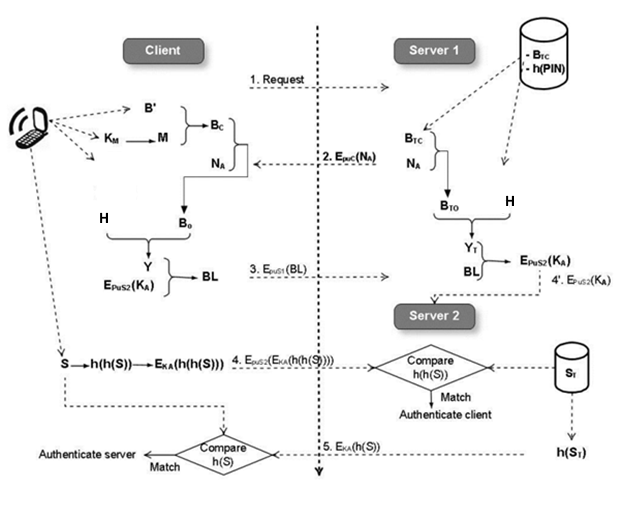 Client
Server 1
- BTC
- h(PIN)
1. Request
B'
KM
M
BC
NA
2. EpuC(NA)
BTC
NA
H
Bo
BTO
H
Y
EPuS2(KA)
BL
3. EpuS1(BL)
YT
BL
EPuS2(KA)
4'. EPuS2(KA)
Server 2
S
h(h(S))
EKA(h(h(S)))
4. EpuS2(EKA(h(h(S))))
Compare
h(h(S))
ST
Match
Authenticate client
Authenticate server
Match
Compare
h(S)
5. EKA(h(S))
h(ST)